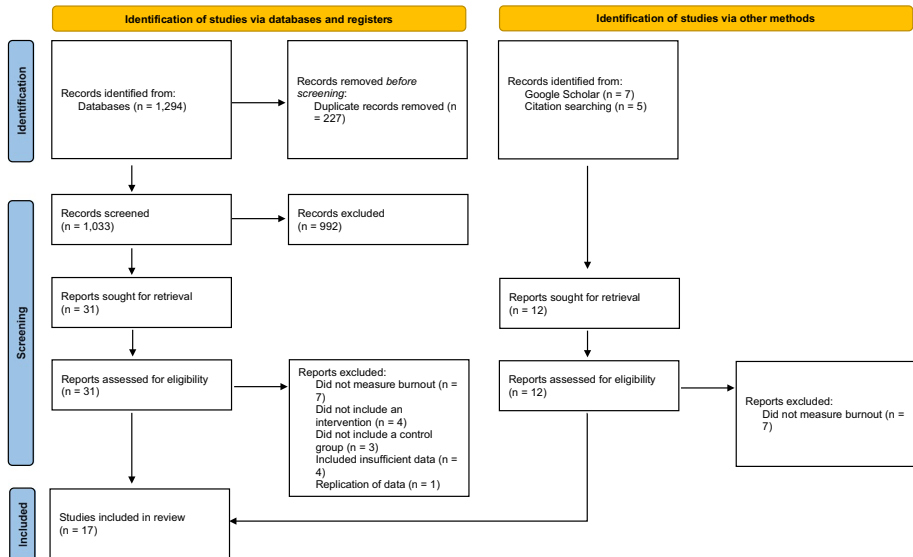 Identification of studies via databases and registers
Identification of studies via other methods
Identification
Records identified from:
Databases (n = 1,294)
Records removed before
screening:
Duplicate records removed (n
= 227)
Records identified from:
Google Scholar (n = 7)
Citation searching (n = 5)
Screening
Records screened
(n = 1,033)
Records excluded
(n = 992)
Reports sought for retrieval
(n = 31)
Reports sought for retrieval
(n = 12)
Reports assessed for eligibility
(n = 31)
Reports excluded:
Did not measure burnout (n =
7)
Did not include an
intervention (n = 4)
Did not include a control
group (n = 3)
Included insufficient data (n =
4)
Replication of data (n = 1)
Reports assessed for eligibility
(n = 12)
Reports excluded:
Did not measure burnout (n =
7)
Included
Studies included in review
(n = 17)